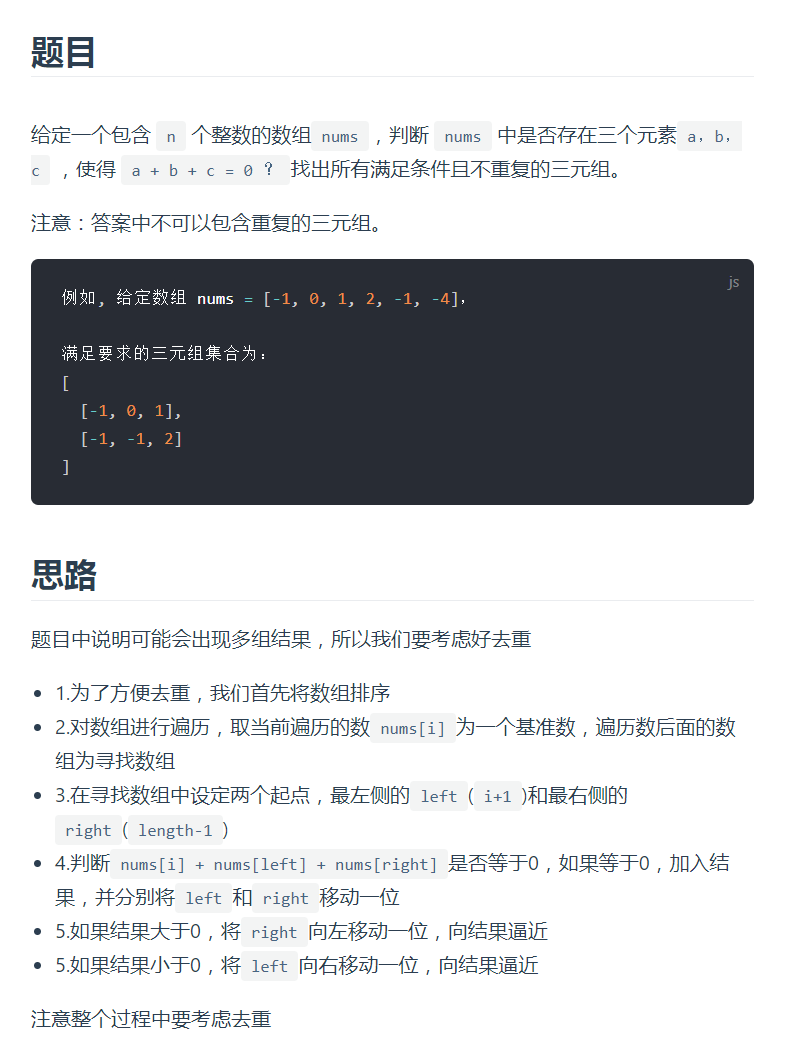 题目
给定一个包含 n 个整数的数组 nums ，判断 nums 中是否存在三个元素 a，b，
c ，使得 a + b + c = 0 ？ 找出所有满足条件且不重复的三元组。
注意：答案中不可以包含重复的三元组。
js
例如, 给定数组 nums = [-1, 0, 1, 2, -1, -4]，
满足要求的三元组集合为：
[
[-1, 0, 1],
[-1, -1, 2]
]
思路
题目中说明可能会出现多组结果，所以我们要考虑好去重
1.为了方便去重，我们首先将数组排序
2.对数组进行遍历，取当前遍历的数 nums[i] 为一个基准数，遍历数后面的数
组为寻找数组
3.在寻找数组中设定两个起点，最左侧的 left ( i+1 )和最右侧的
right ( length-1 )
4.判断 nums[i] + nums[left] + nums[right] 是否等于0，如果等于0，加入结
果，并分别将 left 和 right 移动一位
5.如果结果大于0，将 right 向左移动一位，向结果逼近
5.如果结果小于0，将 left 向右移动一位，向结果逼近
注意整个过程中要考虑去重